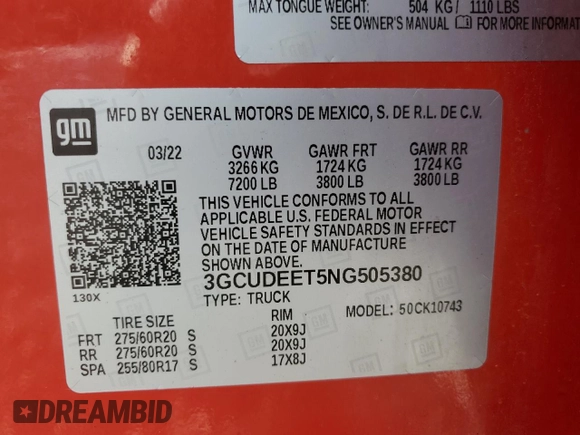 MAX TONGUE WEIGHT: 504 KG/ 1110 LBS
SEE OWNER'S MANUAL FOR MORE INFORMAT
gm
MFD BY GENERAL MOTORS DE MEXICO, S. DE R.L. DE C.V.
03/22 GVWR GAWR FRT GAWR RR
3266 KG 1724 KG 1724 KG
7200 LB 3800 LB 3800 LB
THIS VEHICLE CONFORMS TO ALL
APPLICABLE U.S. FEDERAL MOTOR
VEHICLE SAFETY STANDARDS IN EFFECT
ON THE DATE OF MANUFACTURE
SHOWN ABOVE.
130X
3GCUDEET5NG505380
TYPE: TRUCK MODEL: 50CK10743
TIRE SIZE RIM
FRT 275/60R20 S 20X9J
RR 275/60R20 S 20X9J
SPA 255/80R17 S 17X8J
DREAMBID